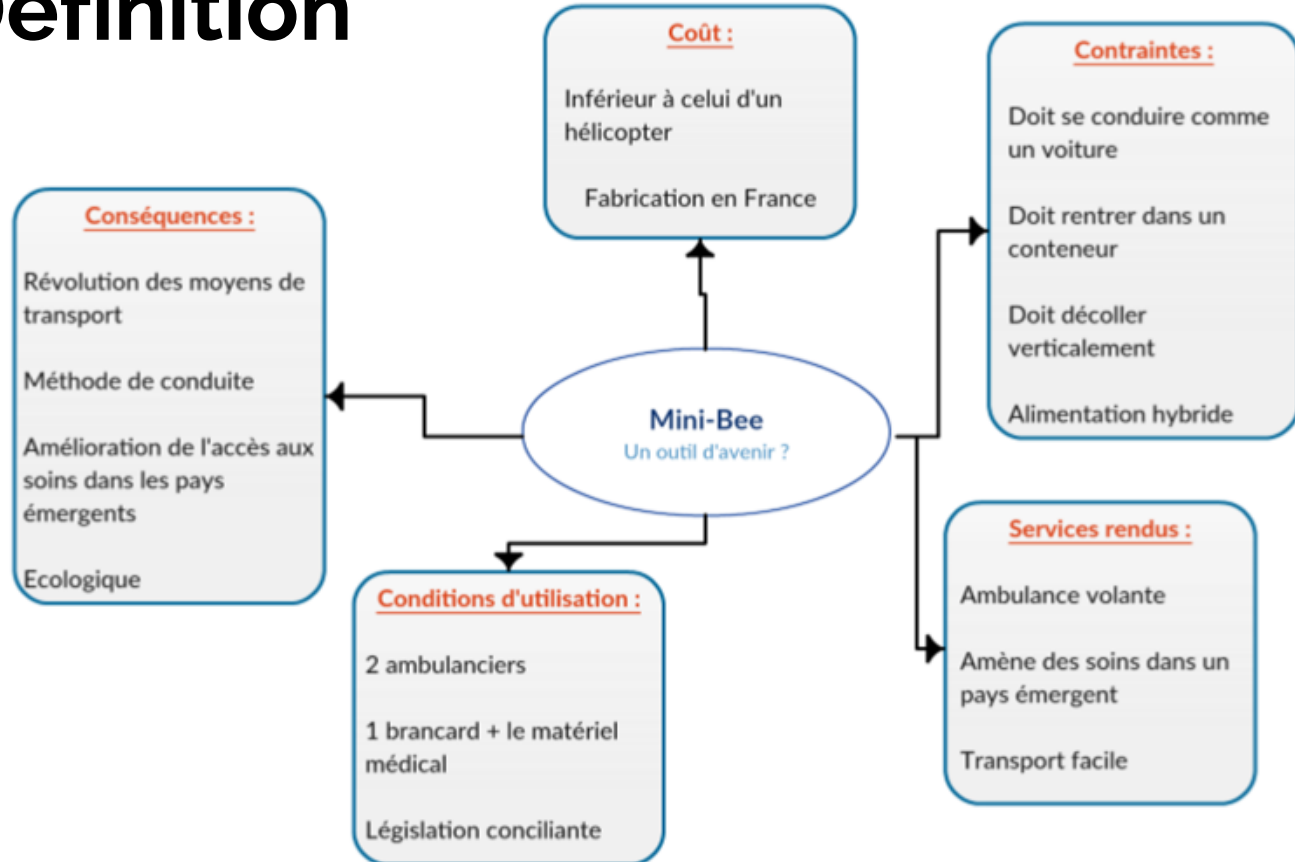 Définition
Coût :
Inférieur à celui d'un
hélicopter
Fabrication en France
Contraintes :
Doit se conduire comme
un voiture
Doit rentrer dans un
conteneur
Doit décoller
verticalement
Alimentation hybride
Conséquences :
Révolution des moyens de
transport
Méthode de conduite
Amélioration de l'accès aux
soins dans les pays
émergents
Ecologique
Mini-Bee
Un outil d'avenir ?
Services rendus :
Ambulance volante
Amène des soins dans un
pays émergent
Transport facile
Conditions d'utilisation :
2 ambulanciers
1 brancard + le matériel
médical
Législation conciliante